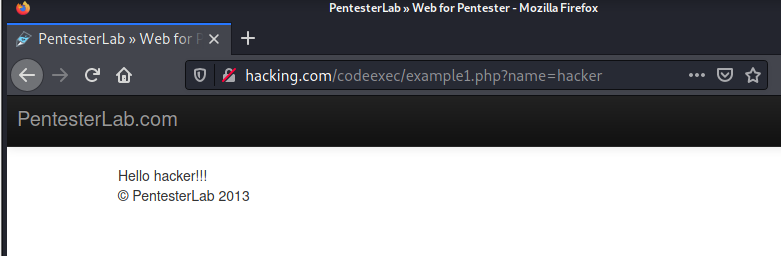 PentesterLab » Web for Pentester - Mozilla Firefox
PentesterLab » Web for P
hacking.com/codeexec/example1.php?name=hacker
PentesterLab.com
Hello hacker!!!
© PentesterLab 2013